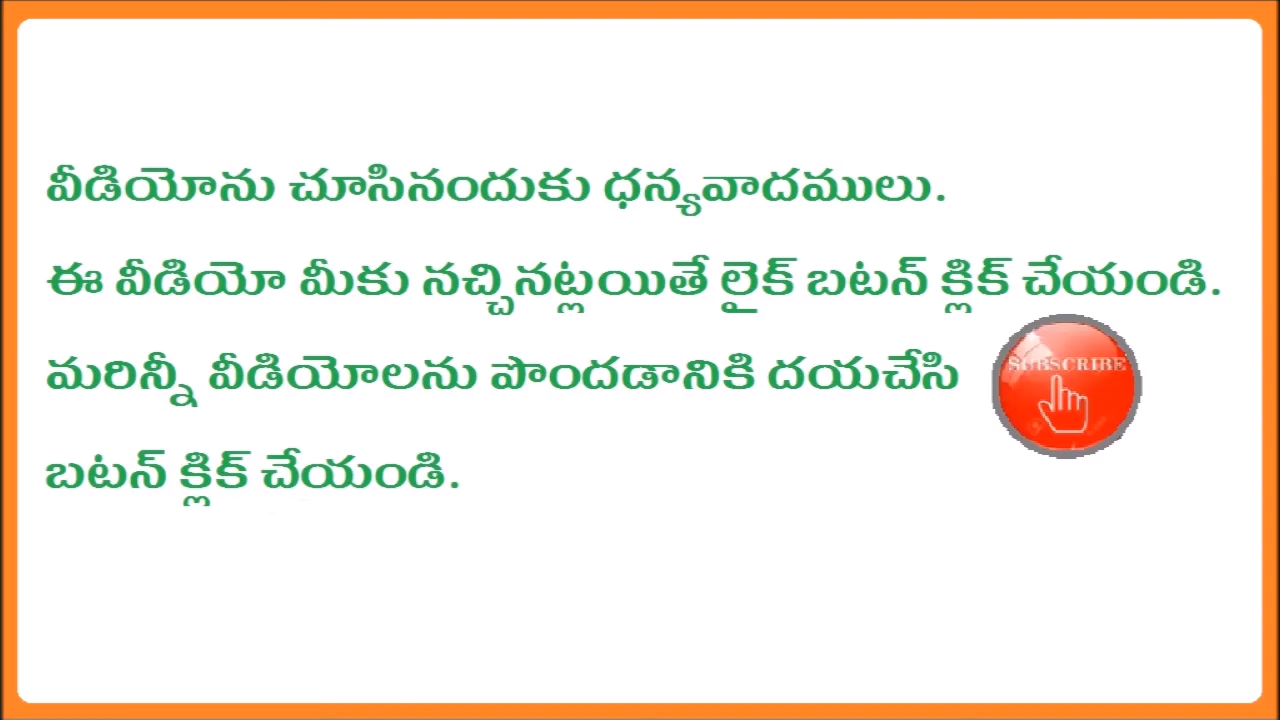 వీడియోను చూసినందుకు ధన్యవాదములు.
ఈ వీడియో మీకు నచ్చినట్లయితే లైక్ బటన్ క్లిక్ చేయండి.
మరిన్నీ వీడియోలను పొందడానికి దయచేసి SUBSCRIBE
బటన్ క్లిక్ చేయండి.